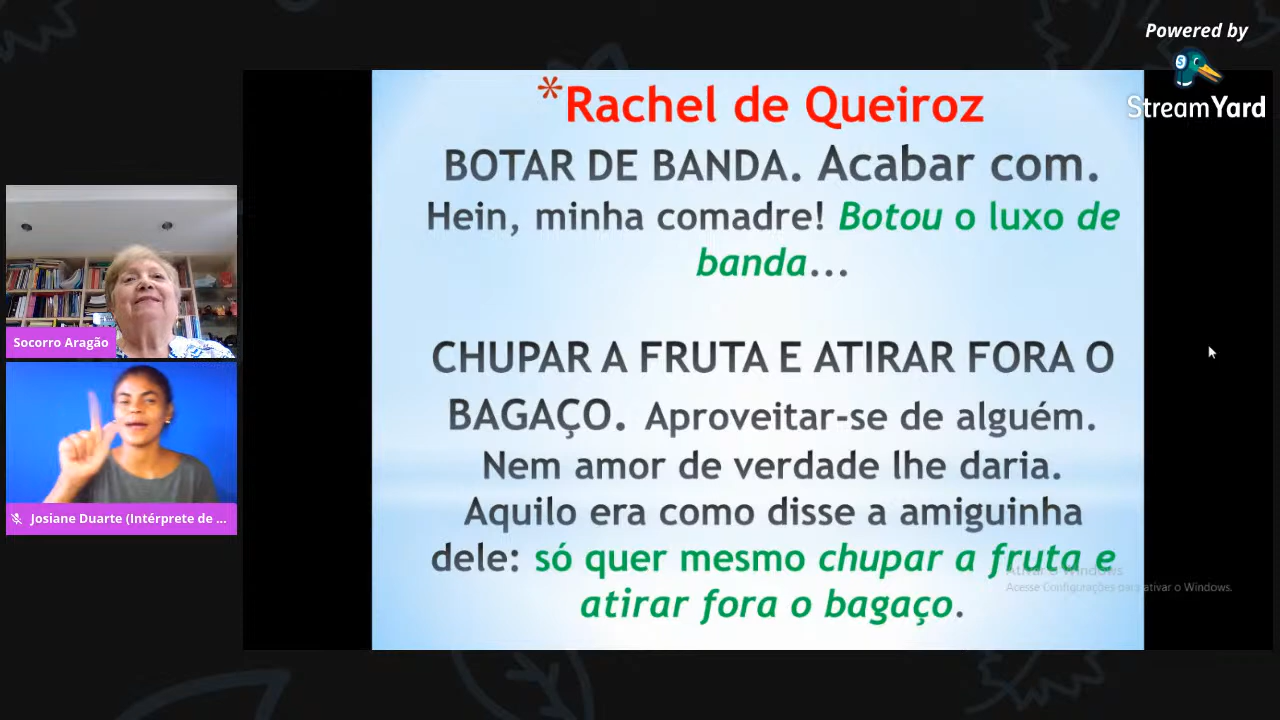 Powered by
StreamYard
*Rachel de Queiroz
BOTAR DE BANDA. Acabar com.
Hein, minha comadre! Botou o luxo de
banda...
CHUPAR A FRUTA E ATIRAR FORA O
BAGAÇO. Aproveitar-se de alguém.
Nem amor de verdade lhe daria.
Aquilo era como disse a amiguinha
dele: só quer mesmo chupar a fruta e
atirar fora o bagaço.
Ativar o Windows
Acesse Configurações para ativar o Windows.
Socorro Aragão
Josiane Duarte (Intérprete de ...